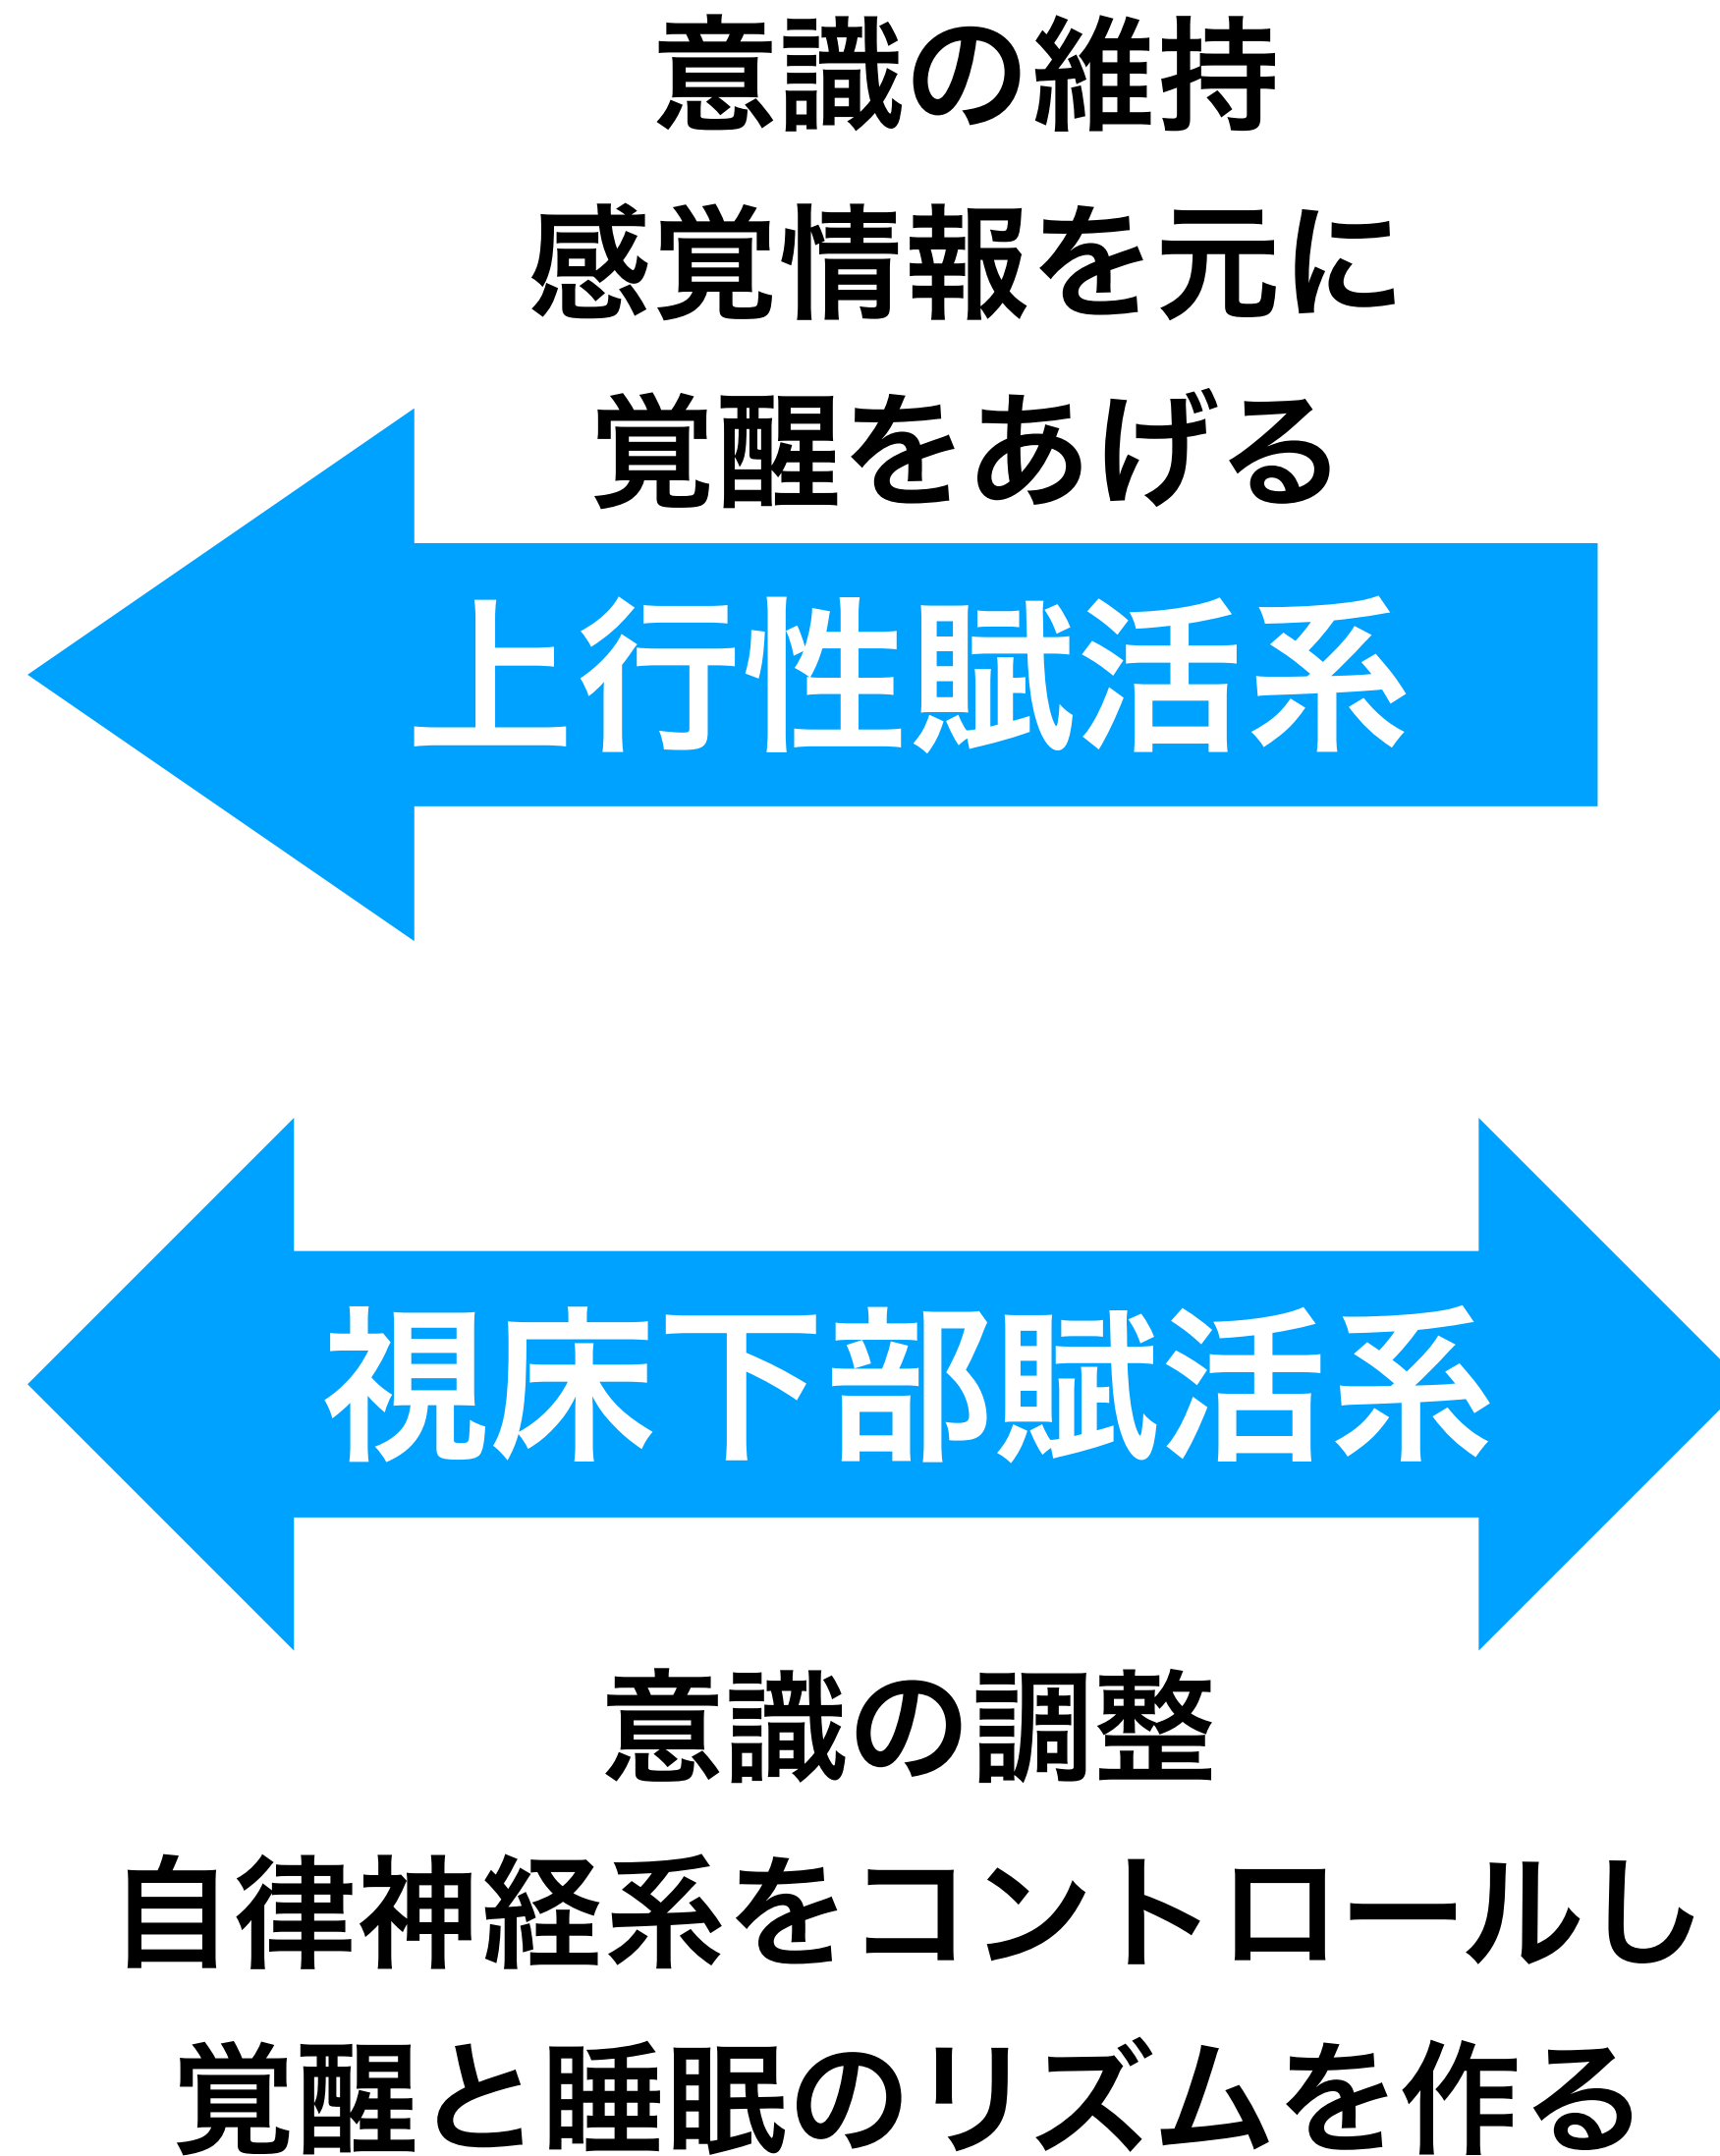 意識の維持
感覚情報を元に
覚醒をあげる
上行性賦活系
視床下部賦活系
意識の調整
自律神経系をコントロールし
覚醒と睡眠のリズムを作る